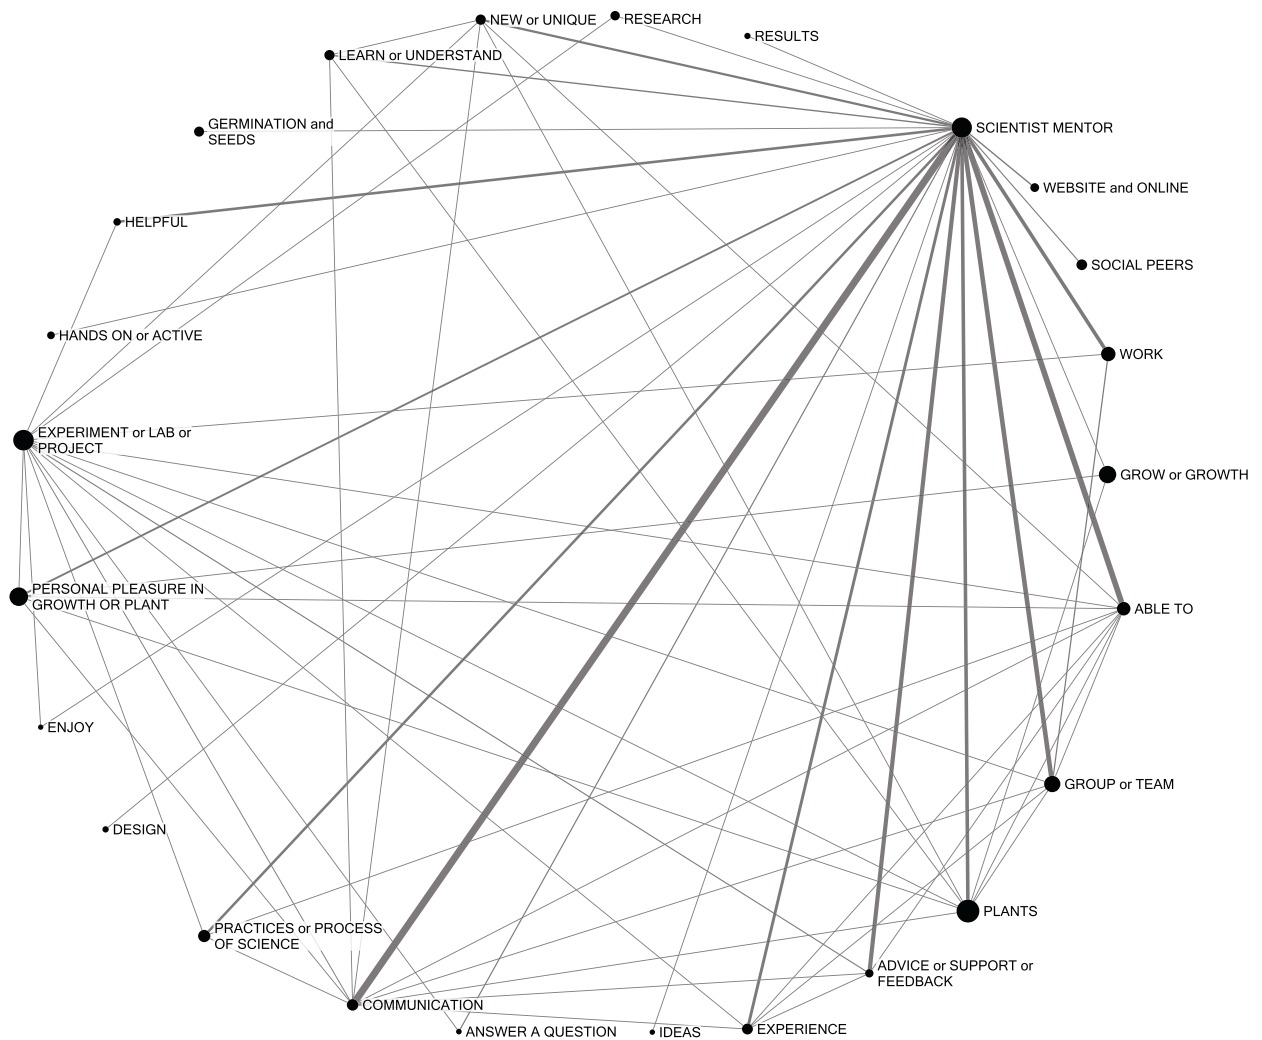 NEW or UNIQUE
RESEARCH
RESULTS
LEARN or UNDERSTAND
GERMINATION and
SEEDS
SCIENTIST MENTOR
WEBSITE and ONLINE
HELPFUL
SOCIAL PEERS
HANDS ON or ACTIVE
WORK
EXPERIMENT or LAB or
PROJECT
GROW or GROWTH
PERSONAL PLEASURE IN
GROWTH OR PLANT
ABLE TO
ENJOY
GROUP or TEAM
DESIGN
PLANTS
PRACTICES or PROCESS
OF SCIENCE
ADVICE or SUPPORT or
FEEDBACK
COMMUNICATION
ANSWER A QUESTION
IDEAS
EXPERIENCE